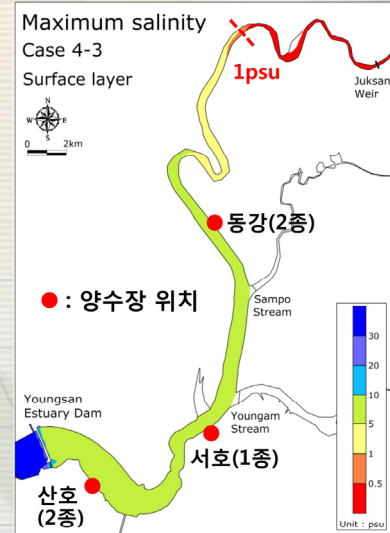 Maximum salinity
Case 4-3
Surface layer
N
W E
S
0 2km
1psu
Juksan
Weir
동강(2종)
● : 양수장 위치
Sampo
Stream
Youngsan
Estuary Dam
Youngam
Stream
서호(1종)
산호
(2종)
30
20
10
5
1
0.5
Unit : psu